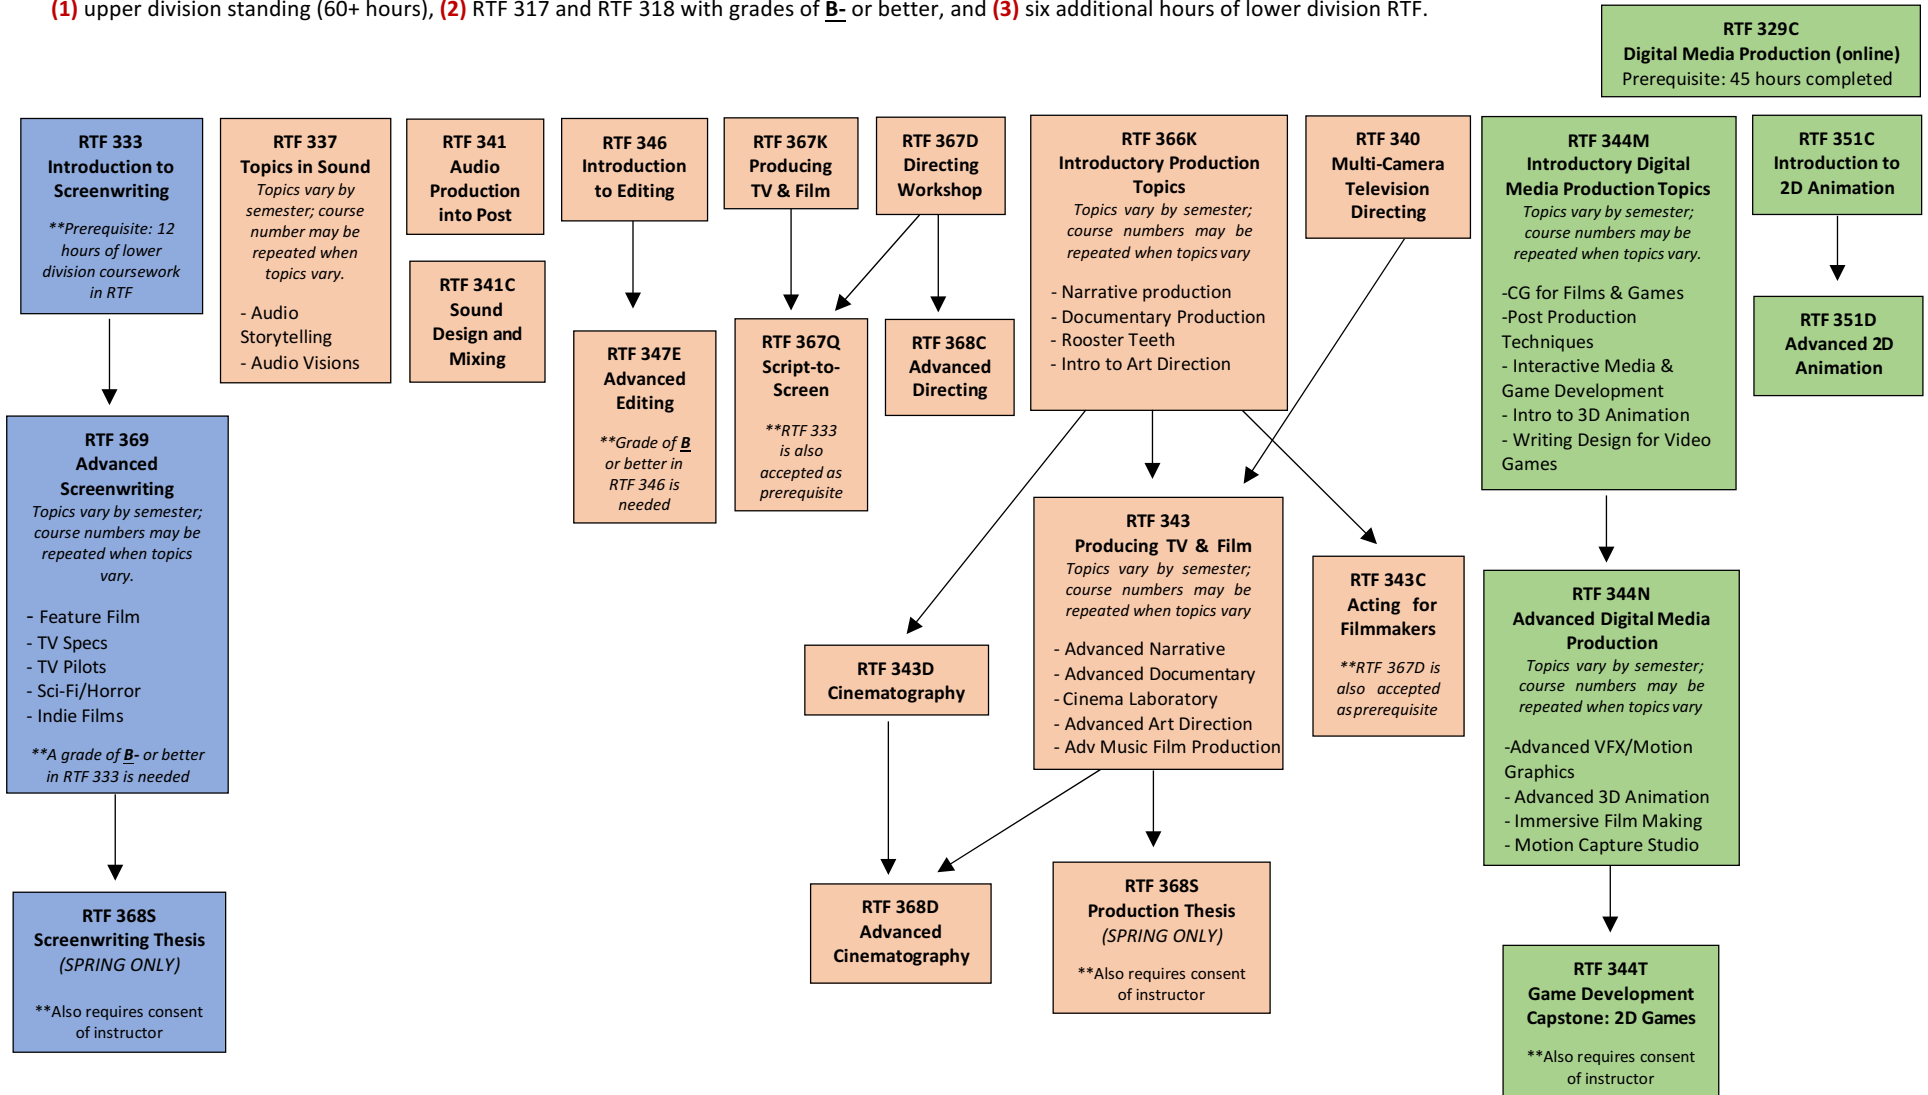 (1) upper division standing (60+ hours), (2) RTF 317 and RTF 318 with grades of B- or better, and (3) six additional hours of lower division RTF.
RTF 329C
Digital Media Production (online)
Prerequisite: 45 hours completed
RTF 333
Introduction to
Screenwriting
**Prerequisite: 12
hours of lower
division coursework
in RTF
RTF 337
Topics in Sound
Topics vary by
semester; course
number may be
repeated when
topics vary.
- Audio
Storytelling
- Audio Visions
RTF 341
Audio
Production
into Post
RTF 341C
Sound
Design and
Mixing
RTF 346
Introduction
to Editing
RTF 347E
Advanced
Editing
**Grade of B
or better in
RTF 346 is
needed
RTF 367K
Producing
TV & Film
RTF 367D
Directing
Workshop
RTF 367Q
Script-to-
Screen
**RTF 333
is also
accepted as
prerequisite
RTF 368C
Advanced
Directing
RTF 366K
Introductory Production
Topics
Topics vary by semester;
course numbers may be
repeated when topics vary
- Narrative production
- Documentary Production
- Rooster Teeth
- Intro to Art Direction
RTF 340
Multi-Camera
Television
Directing
RTF 344M
Introductory Digital
Media Production Topics
Topics vary by semester;
course numbers may be
repeated when topics vary.
-CG for Films & Games
-Post Production
Techniques
- Interactive Media &
Game Development
- Intro to 3D Animation
- Writing Design for Video
Games
RTF 351C
Introduction to
2D Animation
RTF 351D
Advanced 2D
Animation
RTF 369
Advanced
Screenwriting
Topics vary by semester;
course numbers may be
repeated when topics
vary.
- Feature Film
- TV Specs
- TV Pilots
- Sci-Fi/Horror
- Indie Films
**A grade of B- or better
in RTF 333 is needed
RTF 343
Producing TV & Film
Topics vary by semester;
course numbers may be
repeated when topics vary
- Advanced Narrative
- Advanced Documentary
-Cinema Laboratory
- Advanced Art Direction
- Adv Music Film Production
RTF 343C
Acting for
Filmmakers
**RTF 367D is
also accepted
as prerequisite
RTF 343D
Cinematography
RTF 344N
Advanced Digital Media
Production
Topics vary by semester;
course numbers may be
repeated when topics vary
-Advanced VFX/Motion
Graphics
- Advanced 3D Animation
- Immersive Film Making
- Motion Capture Studio
RTF 368S
Screenwriting Thesis
(SPRING ONLY)
**Also requires consent
of instructor
RTF 368D
Advanced
Cinematography
RTF 368S
Production Thesis
(SPRING ONLY)
**Also requires consent
of instructor
RTF 344T
Game Development
Capstone: 2D Games
**Also requires consent
of instructor